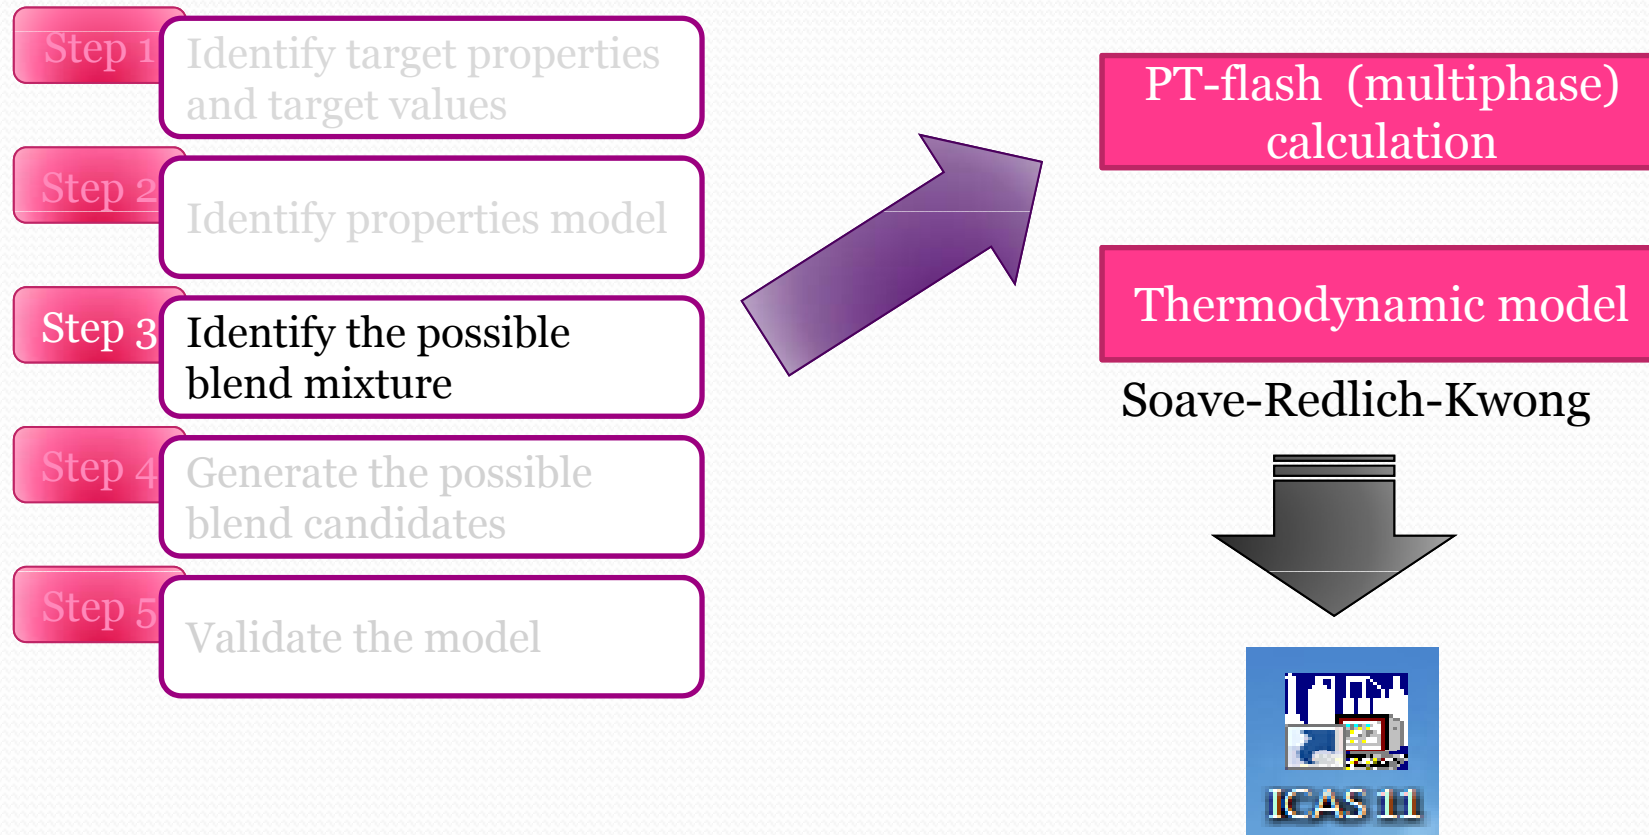 Step 1
Identify target properties
and target values
Step 2
Identify properties model
Step 3
Identify the possible
blend mixture
Step 4
Generate the possible
blend candidates
Step 5
Validate the model
PT-flash (multiphase)
calculation
Thermodynamic model
Soave-Redlich-Kwong
ICAS 11